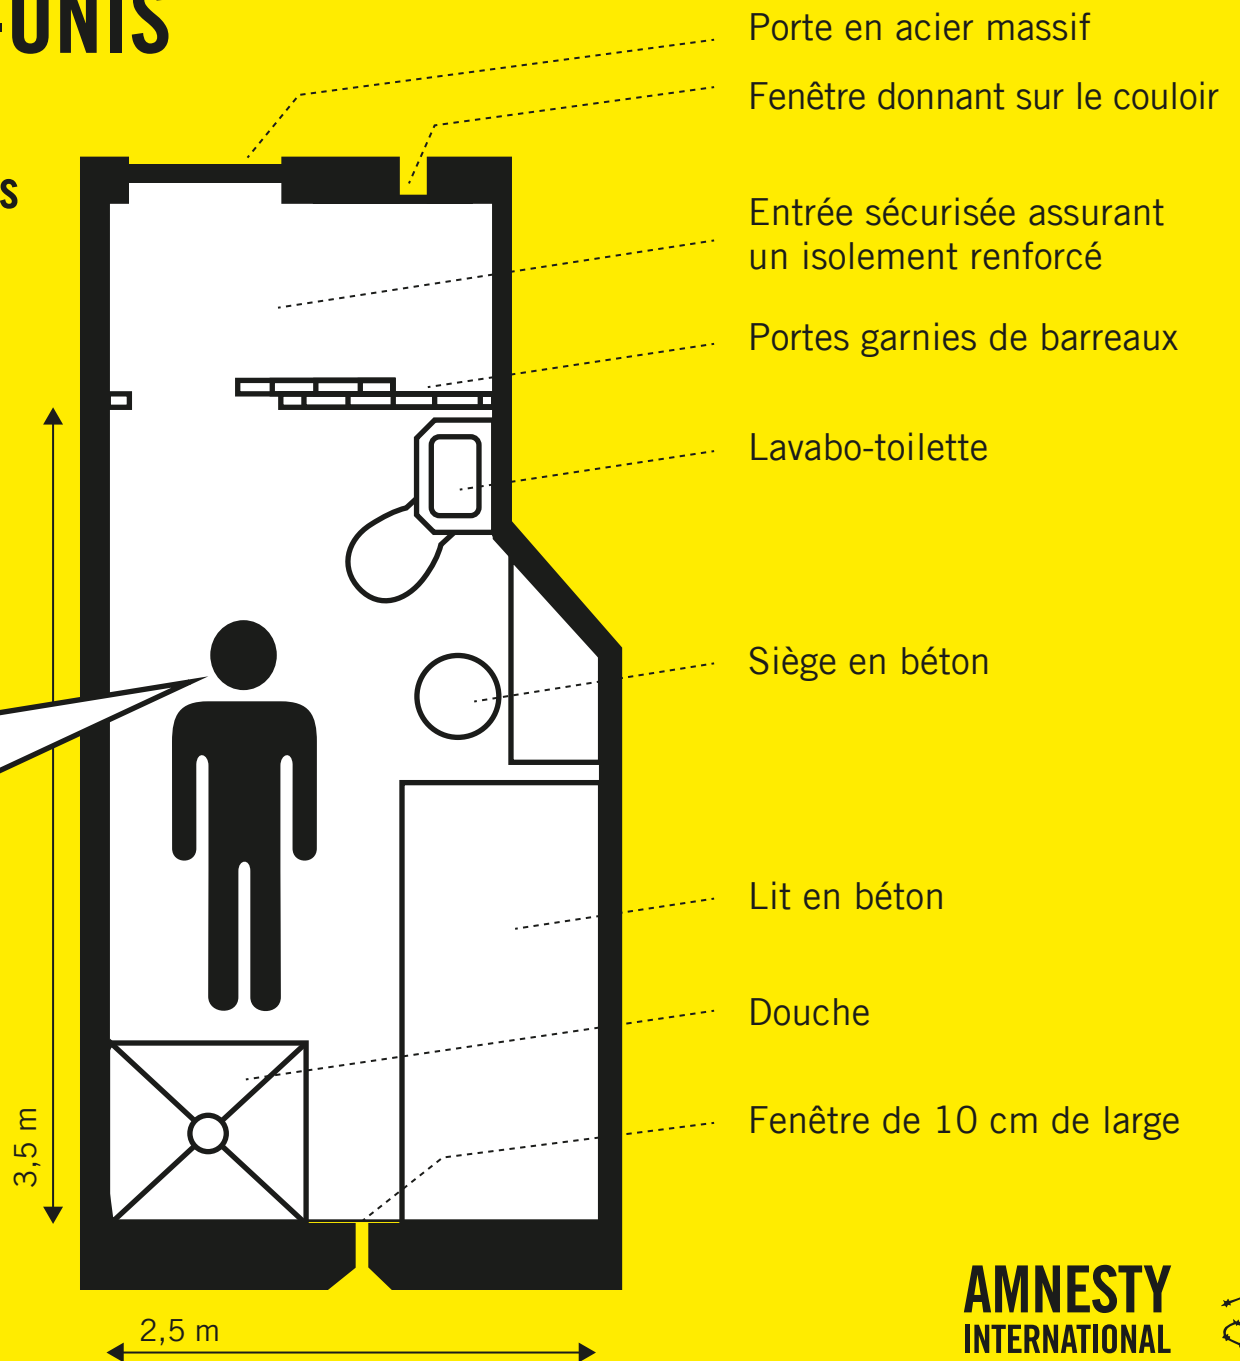 -UNIS
Porte en acier massif
Fenêtre donnant sur le couloir
S
Entrée sécurisée assurant
un isolement renforcé
Portes garnies de barreaux
Lavabo-toilette
Siège en béton
Lit en béton
Douche
Fenêtre de 10 cm de large
3,5 m
2,5 m
AMNESTY
INTERNATIONAL